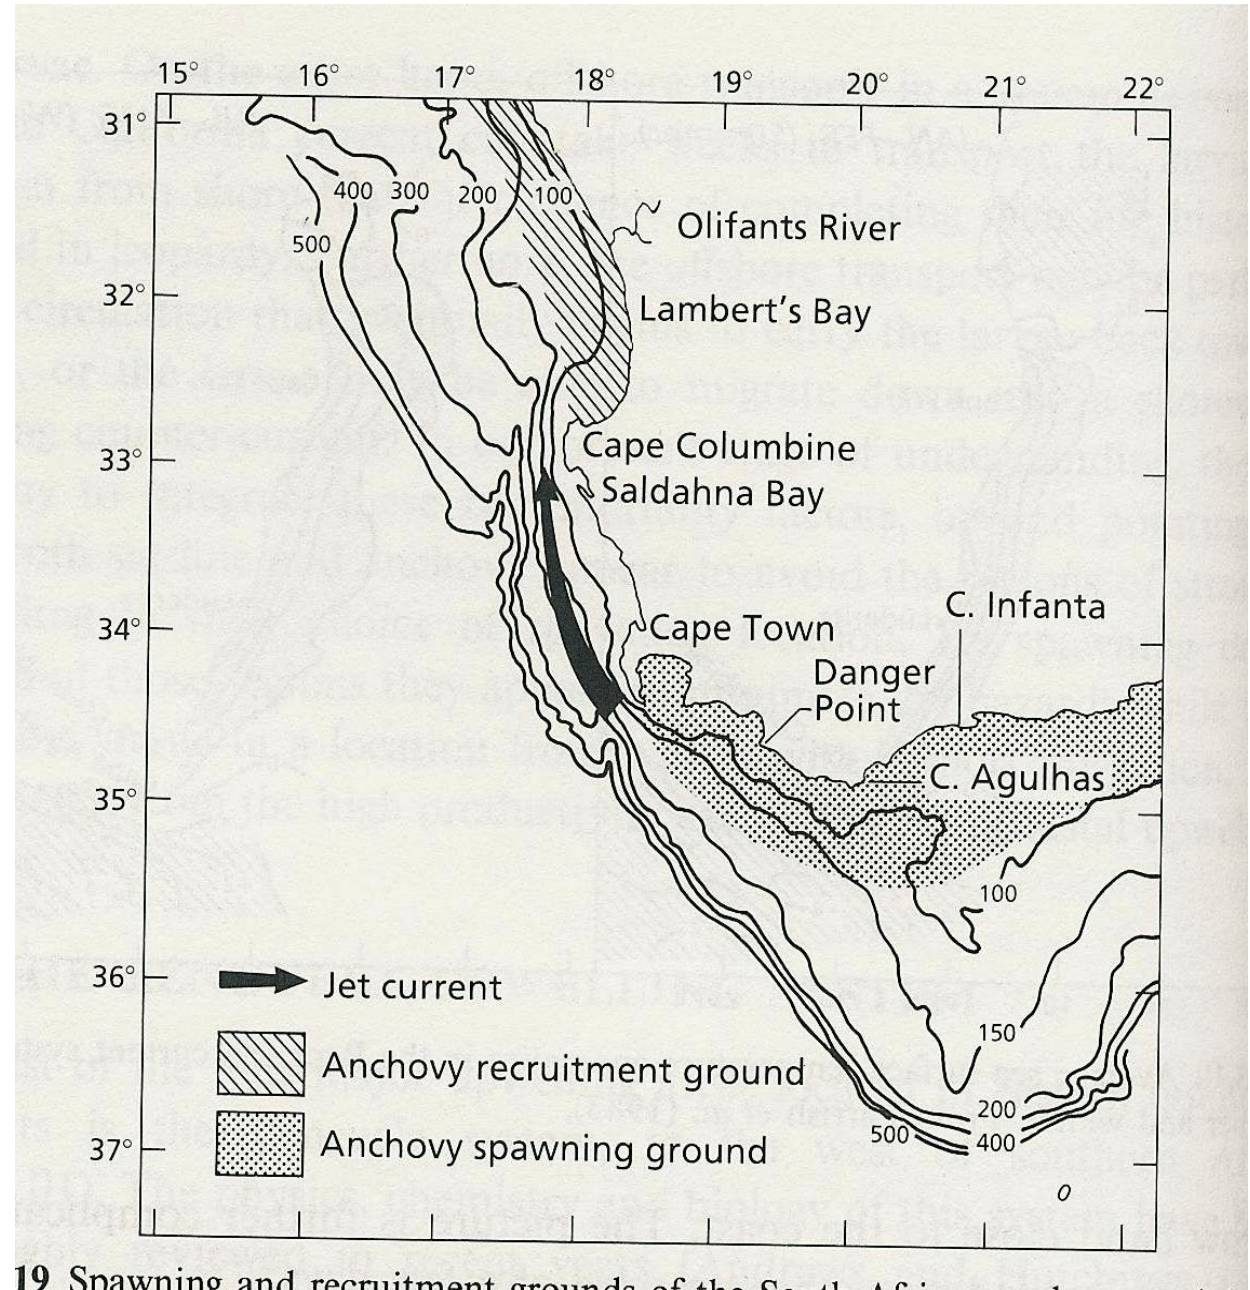 15° 16° 17° 18° 19° 20° 21° 22°
31°
400 300 200 100
Olifants River
500
32°
Lambert's Bay
33°
Cape Columbine
Saldahna Bay
C. Infanta
34°
Cape Town
Danger
Point
C. Agulhas
35°
100
36°
Jet current
150
Anchovy recruitment ground
200
500
400
37°
Anchovy spawning ground
19 Spawning and recruitment grounds of the South African